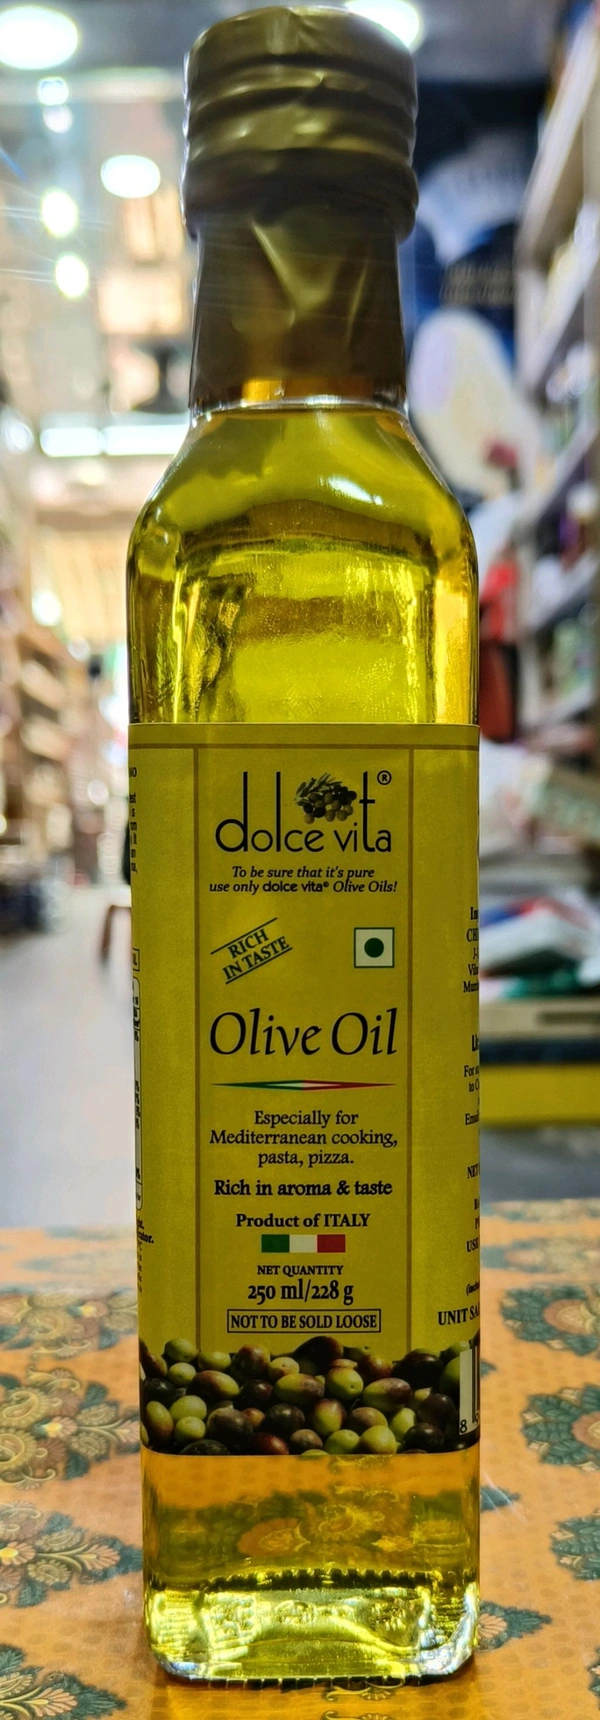 dolce vita®
To be sure that it's pure
use only dolce vita® Olive Oils!
RICH
IN TASTE
Olive Oil
Especially for
Mediterranean cooking,
pasta, pizza.
Rich in aroma & taste
Product of ITALY
NET QUANTITY
250 ml/228 g
NOT TO BE SOLD LOOSE
UNIT
8